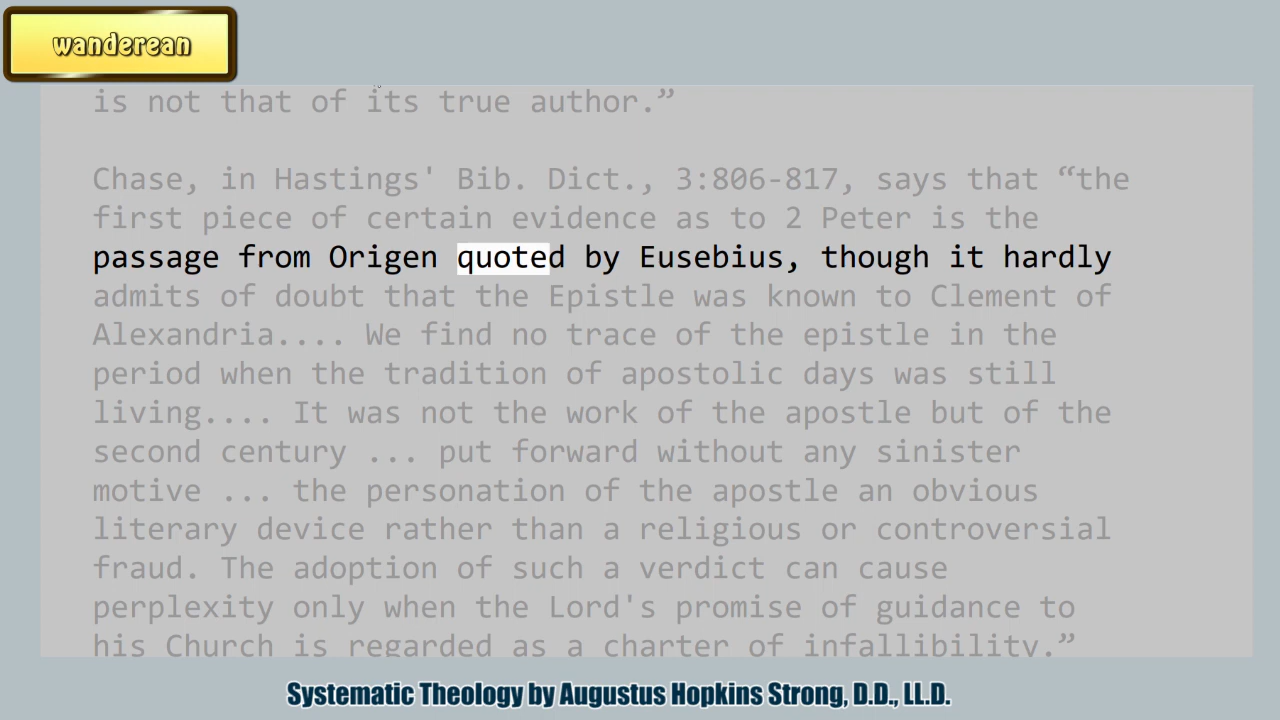 wanderean
is not that of its true author.”
Chase, in Hastings' Bib. Dict., 3:806-817, says that “the
first piece of certain evidence as to 2 Peter is the
passage from Origen quoted by Eusebius, though it hardly
admits of doubt that the Epistle was known to Clement of
Alexandria.... We find no trace of the epistle in the
period when the tradition of apostolic days was still
living.... It was not the work of the apostle but of the
second century ... put forward without any sinister
motive ... the personation of the apostle an obvious
literary device rather than a religious or controversial
fraud. The adoption of such a verdict can cause
perplexity only when the Lord's promise of guidance to
his Church is regarded as a charter of infallibility.”
Systematic Theology by Augustus Hopkins Strong, D.D., LL.D.